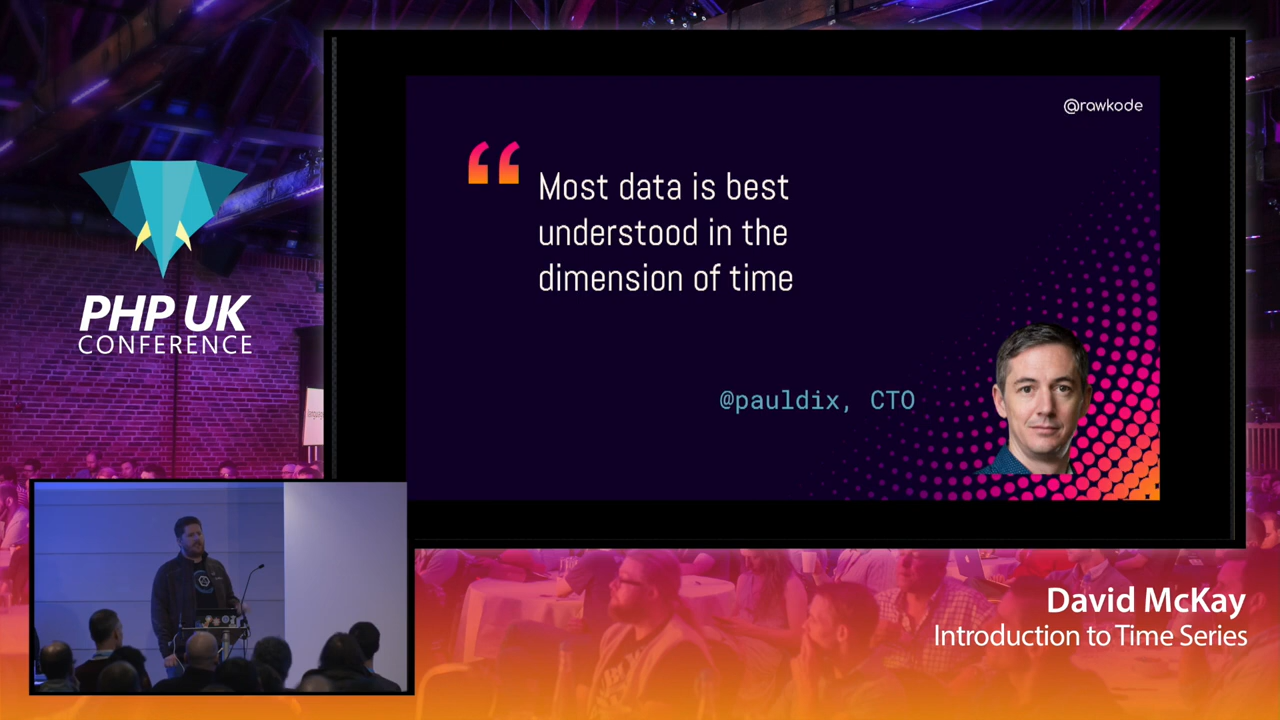 @rawkode
Most data is best
understood in the
dimension of time
@pauldix, CTO
PHP UK
CONFERENCE
David McKay
Introduction to Time Series